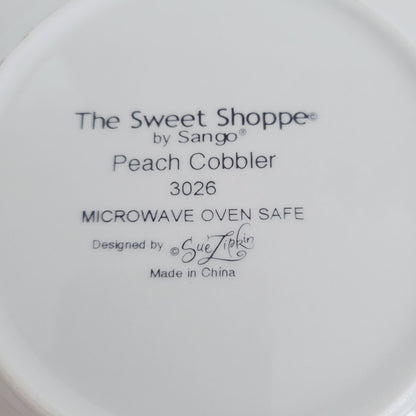 The Sweet Shoppe©
by Sango®
Peach Cobbler
3026
MICROWAVE OVEN SAFE
Designed by © Sue Zipkin
Made in China